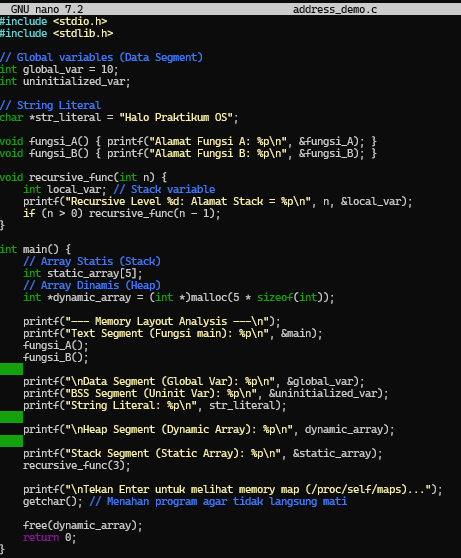 GNU nano 7.2 address_demo.c
#include <stdio.h>
#include <stdlib.h>

// Global variables (Data Segment)
int global_var = 10;
int uninitialized_var;

// String Literal
char *str_literal = "Halo Praktikum OS";

void fungsi_A() { printf("Alamat Fungsi A: %p\n", &fungsi_A); }
void fungsi_B() { printf("Alamat Fungsi B: %p\n", &fungsi_B); }

void recursive_func(int n) {
    int local_var; // Stack variable
    printf("Recursive Level %d: Alamat Stack = %p\n", n, &local_var);
    if (n > 0) recursive_func(n - 1);
}

int main() {
    // Array Statis (Stack)
    int static_array[5];
    // Array Dinamis (Heap)
    int *dynamic_array = (int *)malloc(5 * sizeof(int));

    printf("--- Memory Layout Analysis ---\n");
    printf("Text Segment (Fungsi main): %p\n", &main);
    fungsi_A();
    fungsi_B();

    printf("\nData Segment (Global Var): %p\n", &global_var);
    printf("BSS Segment (Uninit Var): %p\n", &uninitialized_var);
    printf("String Literal: %p\n", str_literal);

    printf("\nHeap Segment (Dynamic Array): %p\n", dynamic_array);

    printf("Stack Segment (Static Array): %p\n", &static_array);
    recursive_func(3);

    printf("\nTekan Enter untuk melihat memory map (/proc/self/maps)...");
    getchar(); // Menahan program agar tidak langsung mati

    free(dynamic_array);
    return 0;
}